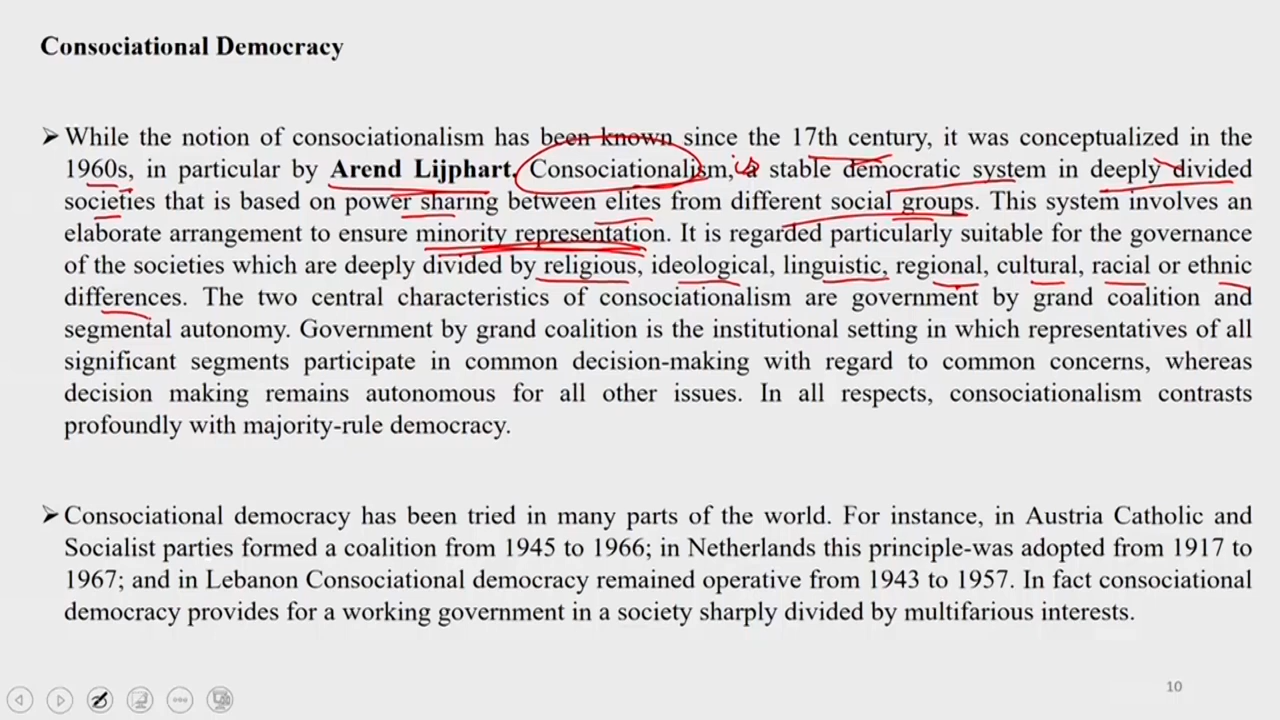 Consociational Democracy
➢ While the notion of consociationalism has been known since the 17th century, it was conceptualized in the
1960s, in particular by Arend Lijphart. Consociationalism, is a stable democratic system in deeply divided
societies that is based on power sharing between elites from different social groups. This system involves an
elaborate arrangement to ensure minority representation. It is regarded particularly suitable for the governance
of the societies which are deeply divided by religious, ideological, linguistic, regional, cultural, racial or ethnic
differences. The two central characteristics of consociationalism are government by grand coalition and
segmental autonomy. Government by grand coalition is the institutional setting in which representatives of all
significant segments participate in common decision-making with regard to common concerns, whereas
decision making remains autonomous for all other issues. In all respects, consociationalism contrasts
profoundly with majority-rule democracy.
➢ Consociational democracy has been tried in many parts of the world. For instance, in Austria Catholic and
Socialist parties formed a coalition from 1945 to 1966; in Netherlands this principle-was adopted from 1917 to
1967; and in Lebanon Consociational democracy remained operative from 1943 to 1957. In fact consociational
democracy provides for a working government in a society sharply divided by multifarious interests.
10